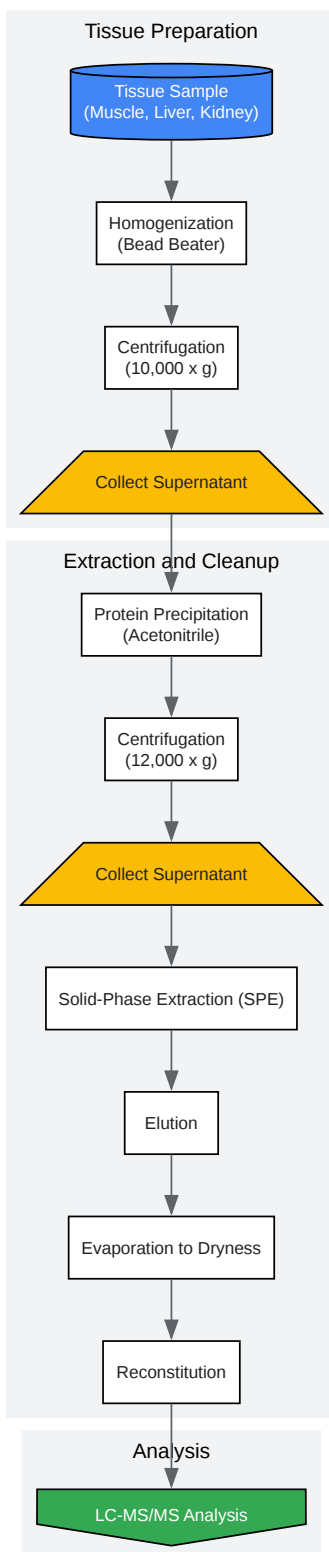 Tissue Preparation
Tissue Sample
(Muscle, Liver, Kidney)
Homogenization
(Bead Beater)
Centrifugation
(10,000 x g)
Collect Supernatant
Extraction and Cleanup
Protein Precipitation
(Acetonitrile)
Centrifugation
(12,000 x g)
Collect Supernatant
Solid-Phase Extraction (SPE)
Elution
Evaporation to Dryness
Reconstitution
Analysis
LC-MS/MS Analysis